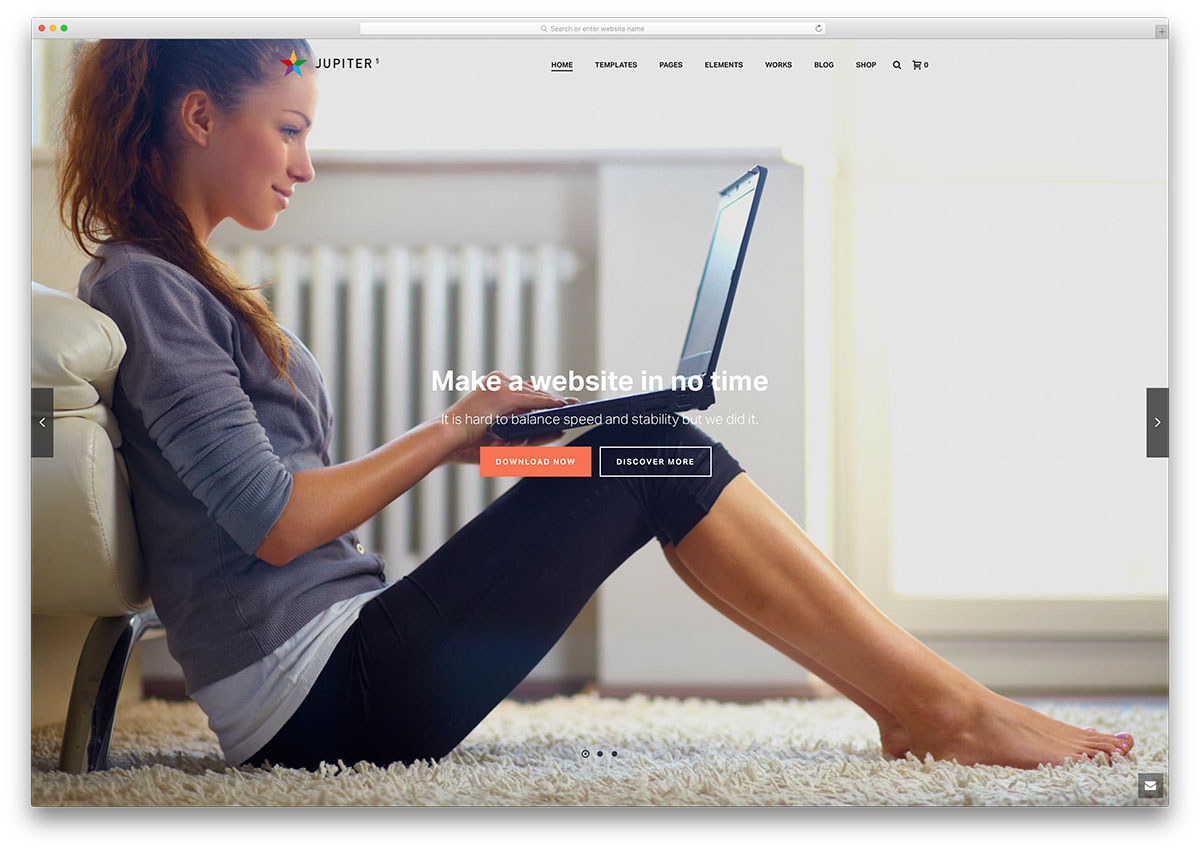 Search or enter website name
JUPITER 5
HOME TEMPLATES PAGES ELEMENTS WORKS BLOG SHOP 0
Make a website in no time
It is hard to balance speed and stability but we did it.
DOWNLOAD NOW DISCOVER MORE